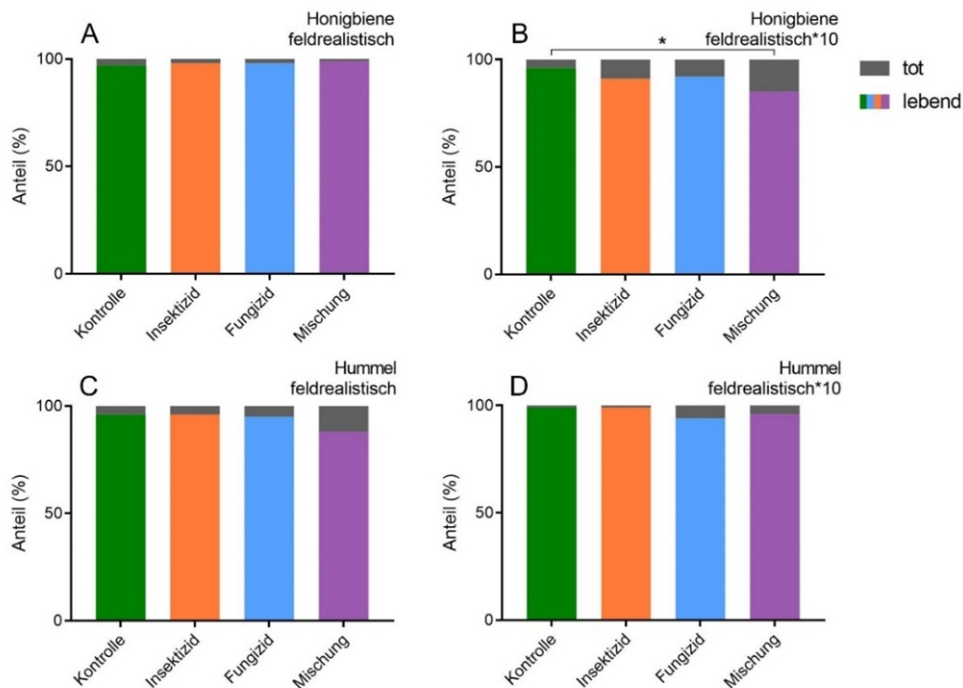 A
Honigbiene
feldrealistisch
Anteil (%)
100
50
0
Kontrolle
Insektizid
Fungizid
Mischung
B
Honigbiene
feldrealistisch*10
*
Anteil (%)
100
50
0
Kontrolle
Insektizid
Fungizid
Mischung
tot
lebend
C
Hummel
feldrealistisch
Anteil (%)
100
50
0
Kontrolle
Insektizid
Fungizid
Mischung
D
Hummel
feldrealistisch*10
Anteil (%)
100
50
0
Kontrolle
Insektizid
Fungizid
Mischung